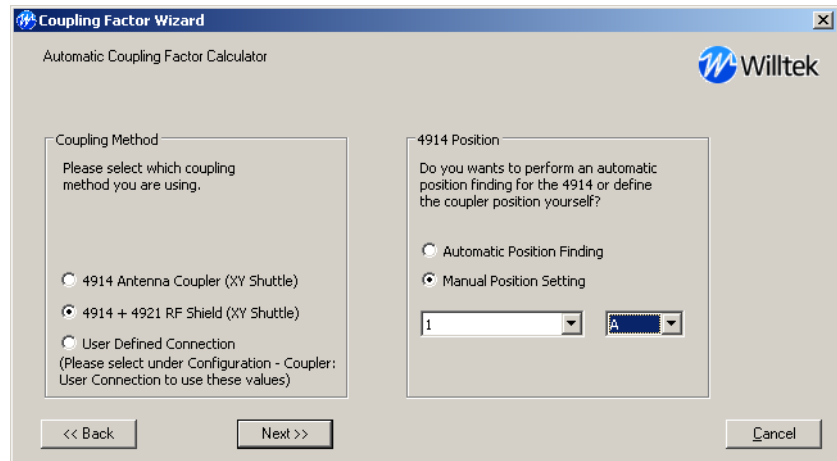 Coupling Factor Wizard
Automatic Coupling Factor Calculator
Willtek
Coupling Method
Please select which coupling
method you are using.
4914 Antenna Coupler (XY Shuttle)
4914 + 4921 RF Shield (XY Shuttle)
User Defined Connection
(Please select under Configuration - Coupler:
User Connection to use these values)
4914 Position
Do you wants to perform an automatic
position finding for the 4914 or define
the coupler position yourself?
Automatic Position Finding
Manual Position Setting
1
A
<< Back
Next >>
Cancel